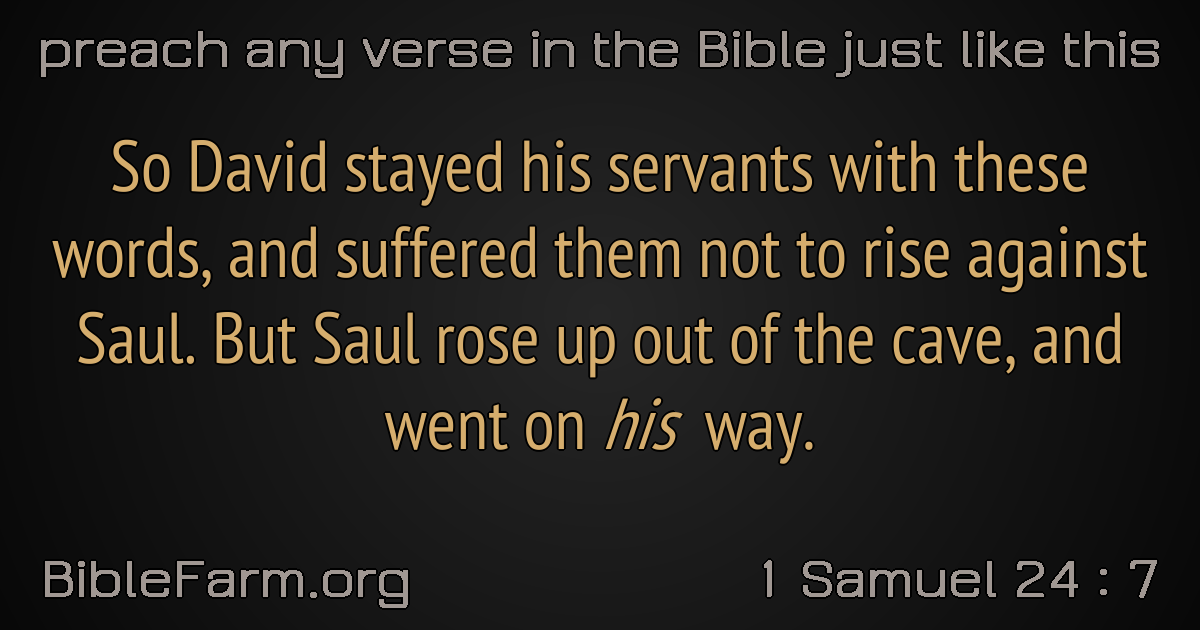 preach any verse in the Bible just like this
So David stayed his servants with these
words, and suffered them not to rise against
Saul. But Saul rose up out of the cave, and
went on his way.
BibleFarm.org
1 Samuel 24 : 7